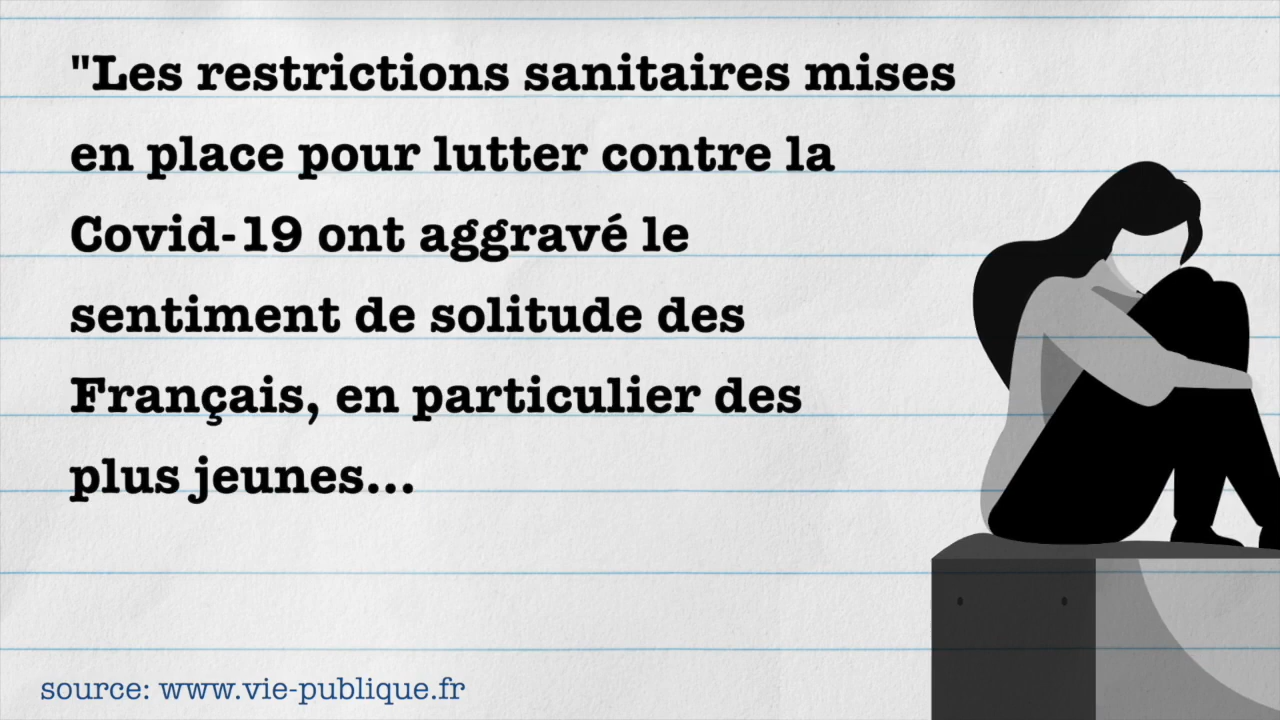 "Les restrictions sanitaires mises
en place pour lutter contre la
Covid-19 ont aggravé le
sentiment de solitude des
Français, en particulier des
plus jeunes...
source: www.vie-publique.fr